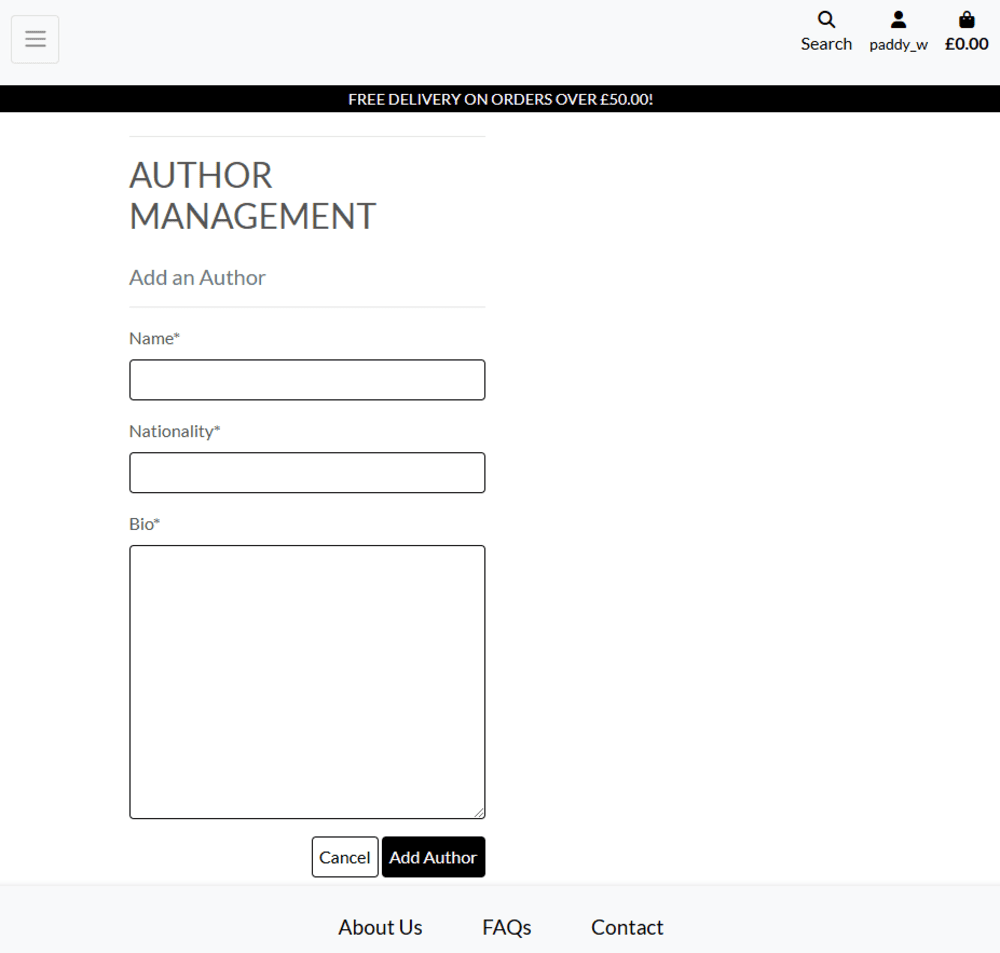 Search
paddy_w
£0.00
FREE DELIVERY ON ORDERS OVER £50.00!
AUTHOR
MANAGEMENT
Add an Author
Name*
Nationality*
Bio*
Cancel
Add Author
About Us
FAQs
Contact